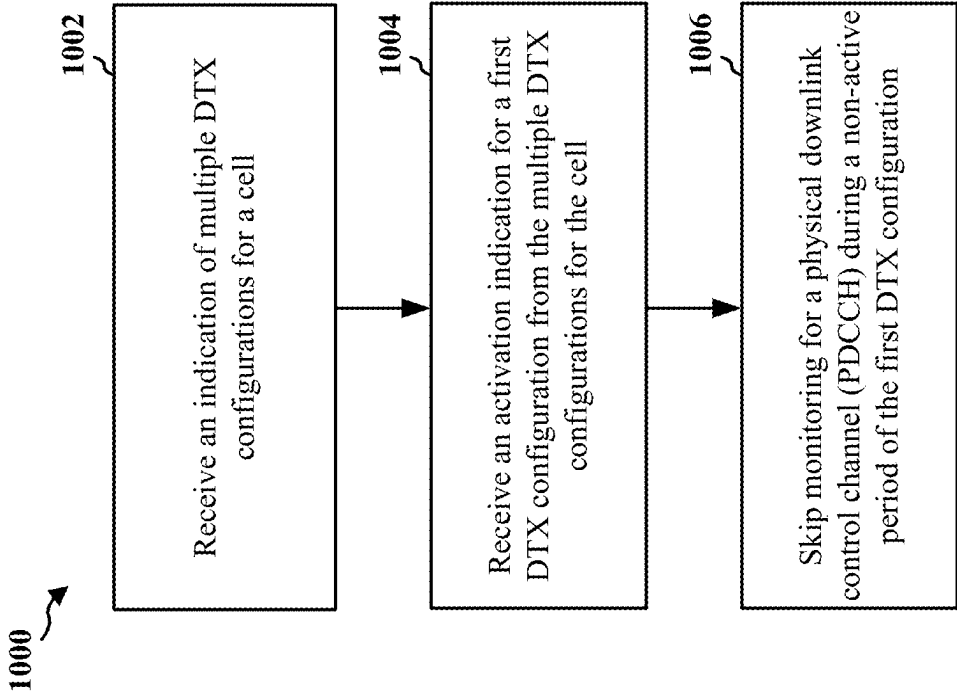 1000
1002
Receive an indication of multiple DTX
configurations for a cell
1004
Receive an activation indication for a first
DTX configuration from the multiple DTX
configurations for the cell
1006
Skip monitoring for a physical downlink
control channel (PDCCH) during a non-active
period of the first DTX configuration